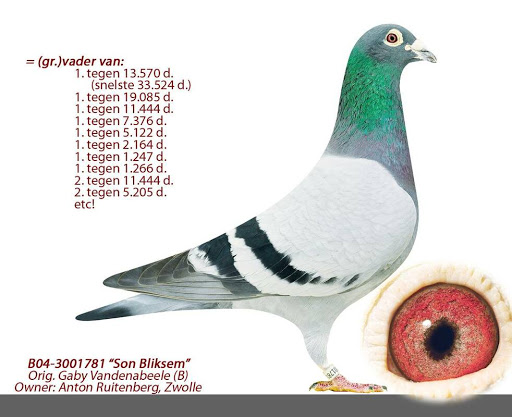 = (gr.)vader van:
1. tegen 13.570 d.
(snelste 33.524 d.)
1. tegen 19.085 d.
1. tegen 11.444 d.
1. tegen 7.376 d.
1. tegen 5.122 d.
1. tegen 2.164 d.
1. tegen 1.247 d.
1. tegen 1.266 d.
2. tegen 11.444 d.
2. tegen 5.205 d.
etc!
B04-3001781 “Son Bliksem”
Orig. Gaby Vandenabeele (B)
Owner: Anton Ruitenberg, Zwolle